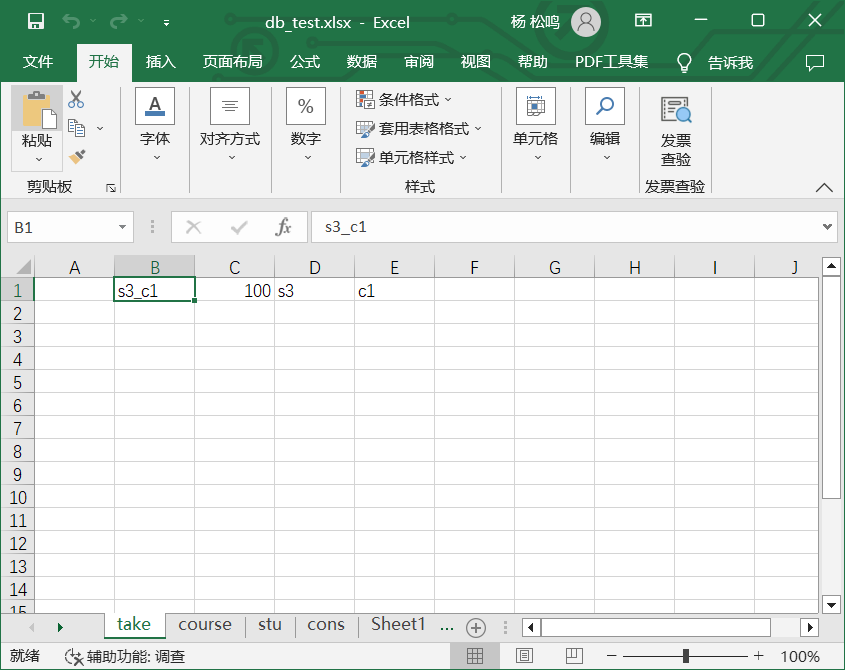 db_test.xlsx - Excel 杨 松鸣
文件 开始 插入 页面布局 公式 数据 审阅 视图 帮助 PDF工具集 告诉我
粘贴
剪贴板
A
字体
对齐方式
%
数字
条件格式
套用表格格式
单元格样式
样式
单元格
编辑
发票
查验
发票查验
B1 fx s3_c1
A B C D E F G H I J
1 s3_c1 100 s3 c1
2
3
4
5
6
7
8
9
10
11
12
13
14
15
take course stu cons Sheet1 ...
就绪 辅助功能: 调查 100%